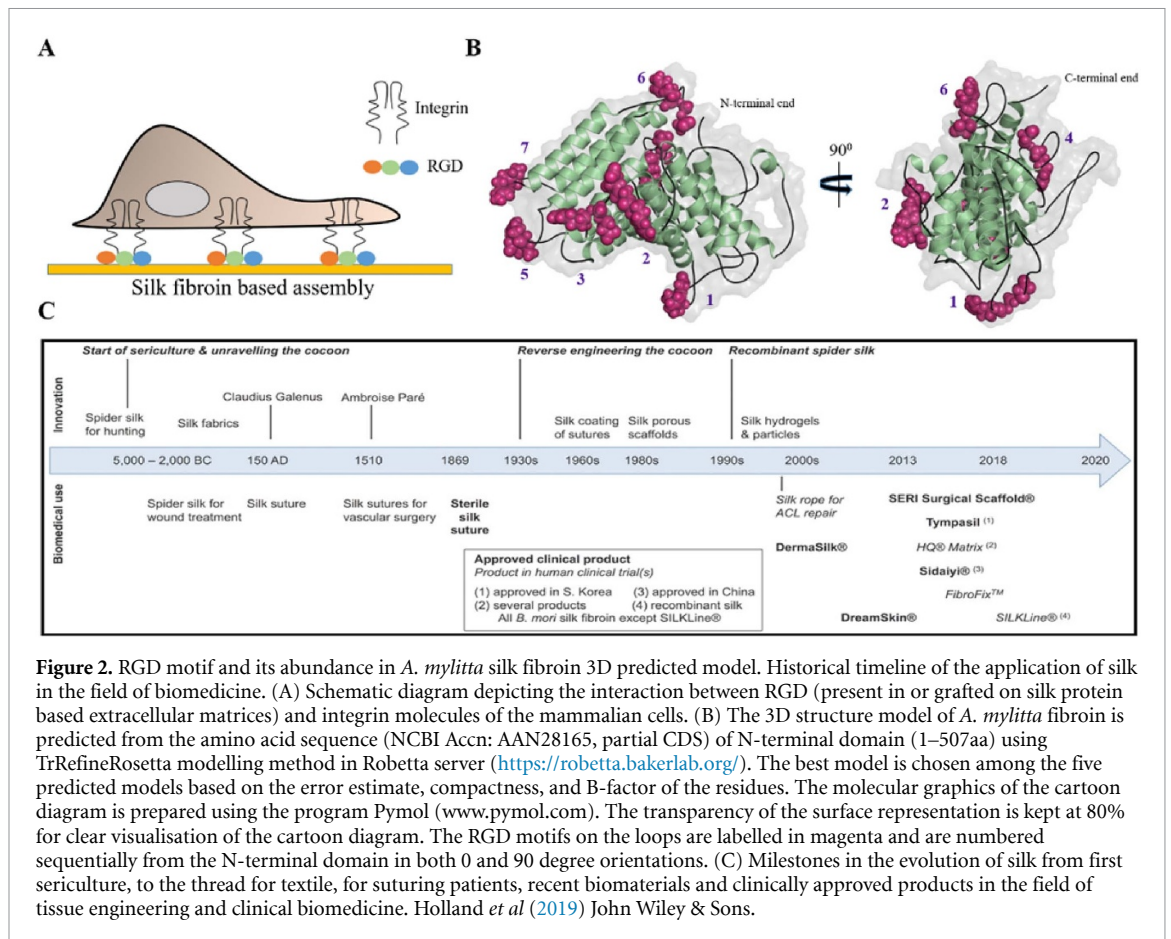 A
Integrin
RGD
Silk fibroin based assembly
B
6
N-terminal end
7
5
3
2
1
90⁰
6
C-terminal end
4
2
1
C
Innovation
Start of sericulture & unravelling the cocoon
Reverse engineering the cocoon
Recombinant spider silk
Claudius Galenus
Ambroise Paré
Spider silk
for hunting
Silk fabrics
Silk coating
of sutures
Silk porous
scaffolds
Silk hydrogels
& particles
5,000 – 2,000 BC
150 AD
1510
1869
1930s
1960s
1980s
1990s
2000s
2013
2018
2020
Biomedical use
Spider silk for
wound treatment
Silk suture
Silk sutures for
vascular surgery
Sterile
silk
suture
Silk rope for
ACL repair
SERI Surgical Scaffold®
Tympasil (1)
DermaSilk®
HQ® Matrix (2)
Sidaiyi® (3)
FibroFix™
DreamSkin®
SILKLine® (4)
Approved clinical product
Product in human clinical trial(s)
(1) approved in S. Korea (3) approved in China
(2) several products (4) recombinant silk
All B. mori silk fibroin except SILKLine®
Figure 2. RGD motif and its abundance in A. mylitta silk fibroin 3D predicted model. Historical timeline of the application of silk
in the field of biomedicine. (A) Schematic diagram depicting the interaction between RGD (present in or grafted on silk protein
based extracellular matrices) and integrin molecules of the mammalian cells. (B) The 3D structure model of A. mylitta fibroin is
predicted from the amino acid sequence (NCBI Accn: AAN28165, partial CDS) of N-terminal domain (1–507aa) using
TrRefineRosetta modelling method in Robetta server (https://robetta.bakerlab.org/). The best model is chosen among the five
predicted models based on the error estimate, compactness, and B-factor of the residues. The molecular graphics of the cartoon
diagram is prepared using the program Pymol (www.pymol.com). The transparency of the surface representation is kept at 80%
for clear visualisation of the cartoon diagram. The RGD motifs on the loops are labelled in magenta and are numbered
sequentially from the N-terminal domain in both 0 and 90 degree orientations. (C) Milestones in the evolution of silk from first
sericulture, to the thread for textile, for suturing patients, recent biomaterials and clinically approved products in the field of
tissue engineering and clinical biomedicine. Holland et al (2019) John Wiley & Sons.